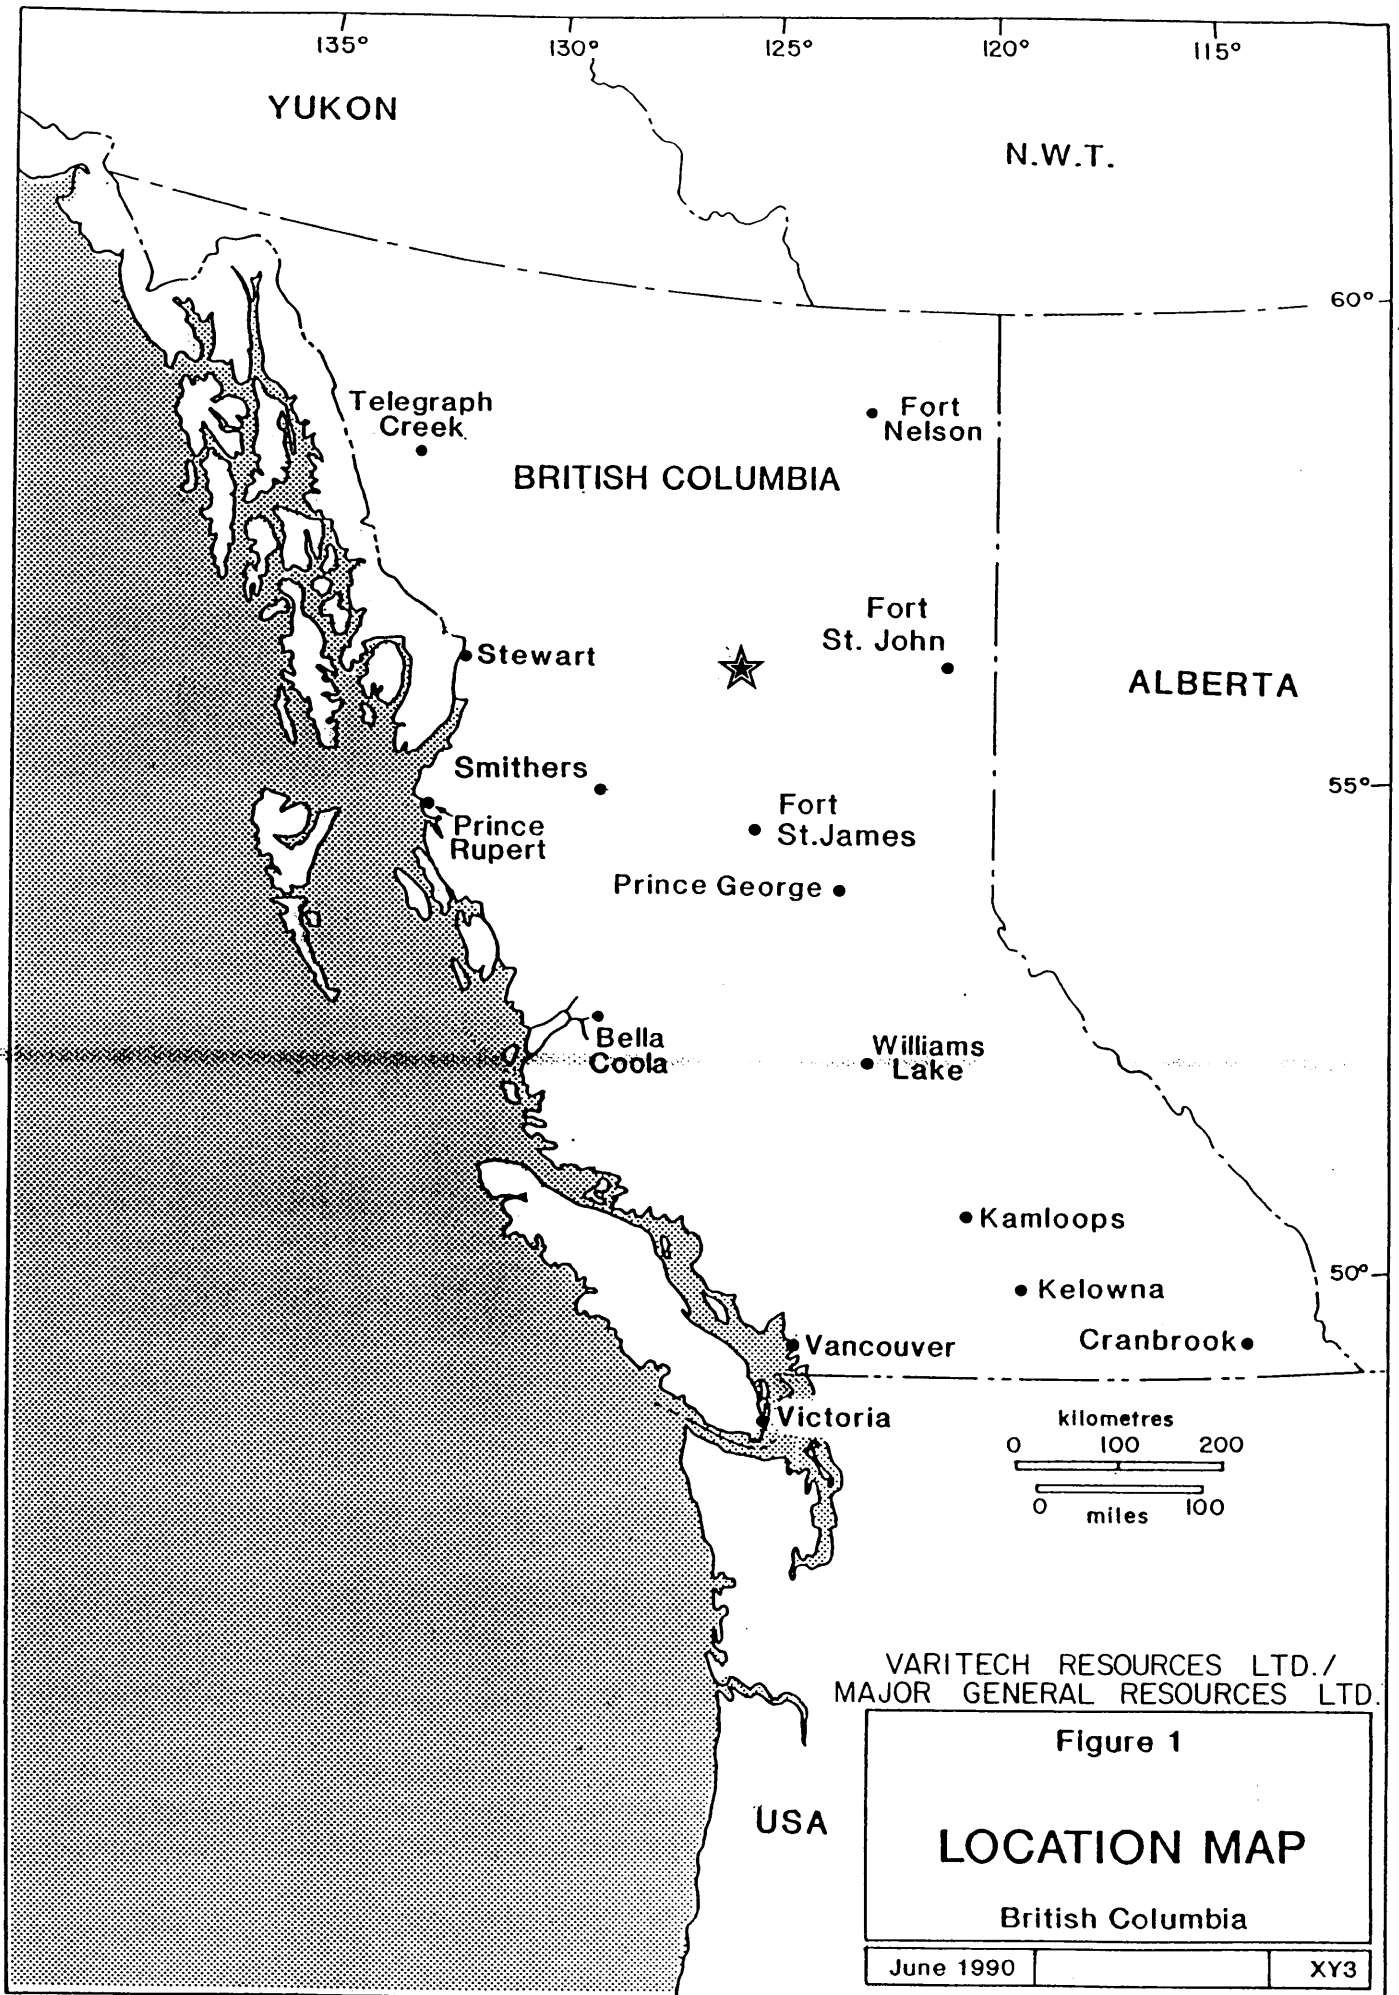 135°
130°
125°
120°
115°
YUKON
N.W.T.
60°
Telegraph
Creek
Fort
Nelson
BRITISH COLUMBIA
Fort
St. John
Stewart
ALBERTA
Smithers
55°
Fort
St.James
Prince
Rupert
Prince George
Bella
Coola
Williams
Lake
Kamloops
50°
Kelowna
Vancouver
Cranbrook
Victoria
kilometres
0 100 200
0 100
miles
VARITECH RESOURCES LTD./
MAJOR GENERAL RESOURCES LTD.
Figure 1
USA
LOCATION MAP
British Columbia
June 1990
XY3